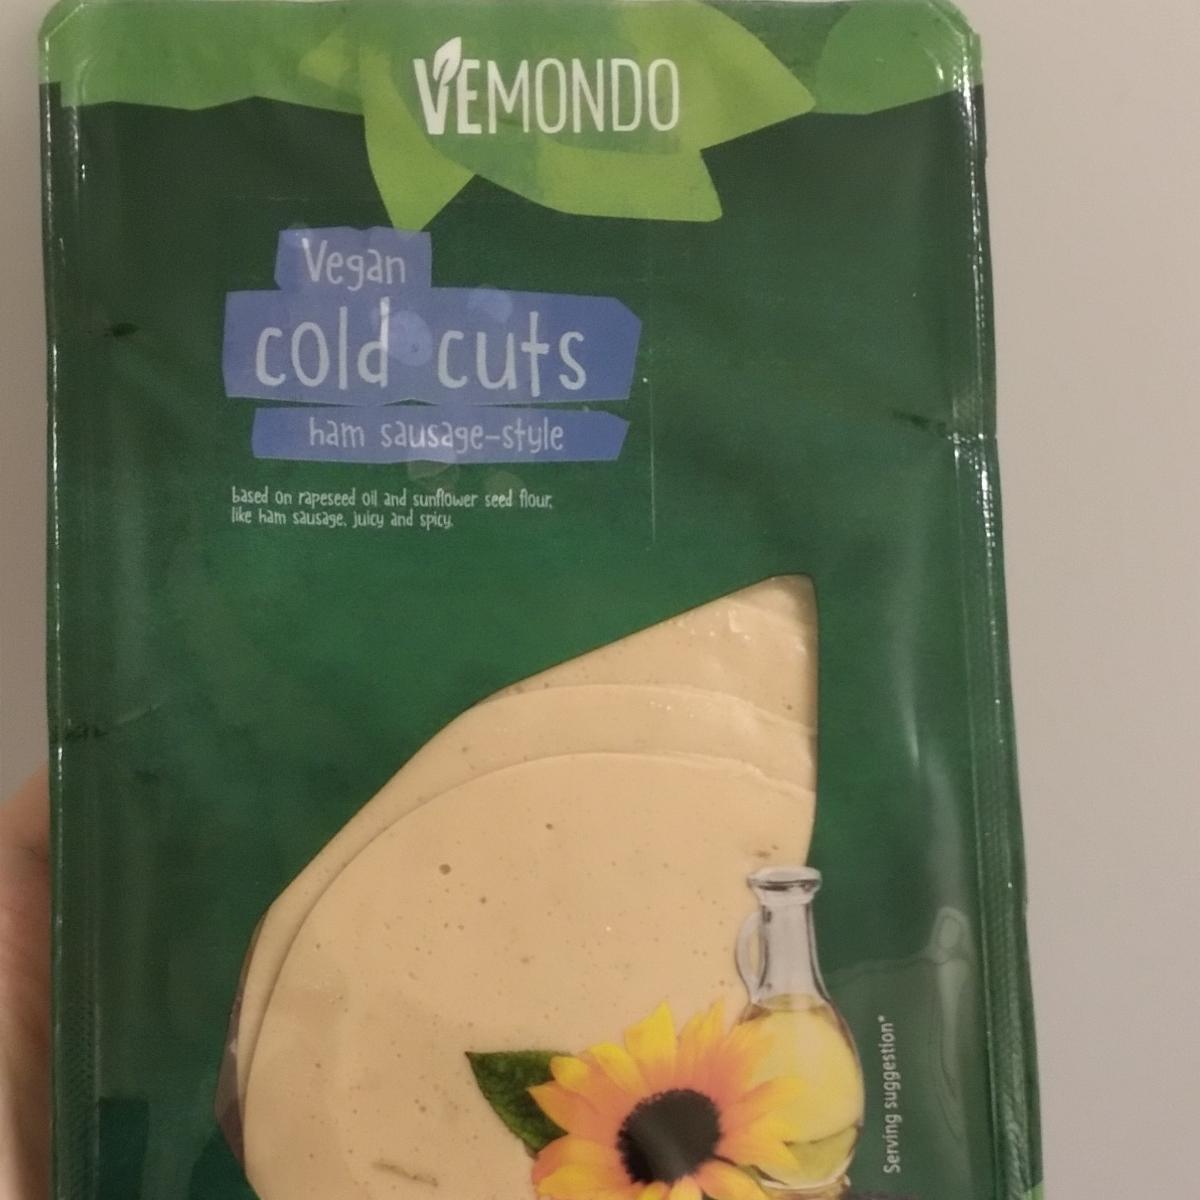 VEMONDO
Vegan
cold cuts
ham sausage-style
based on rapeseed oil and sunflower seed flour,
like ham sausage, juicy and spicy.
Serving suggestion*